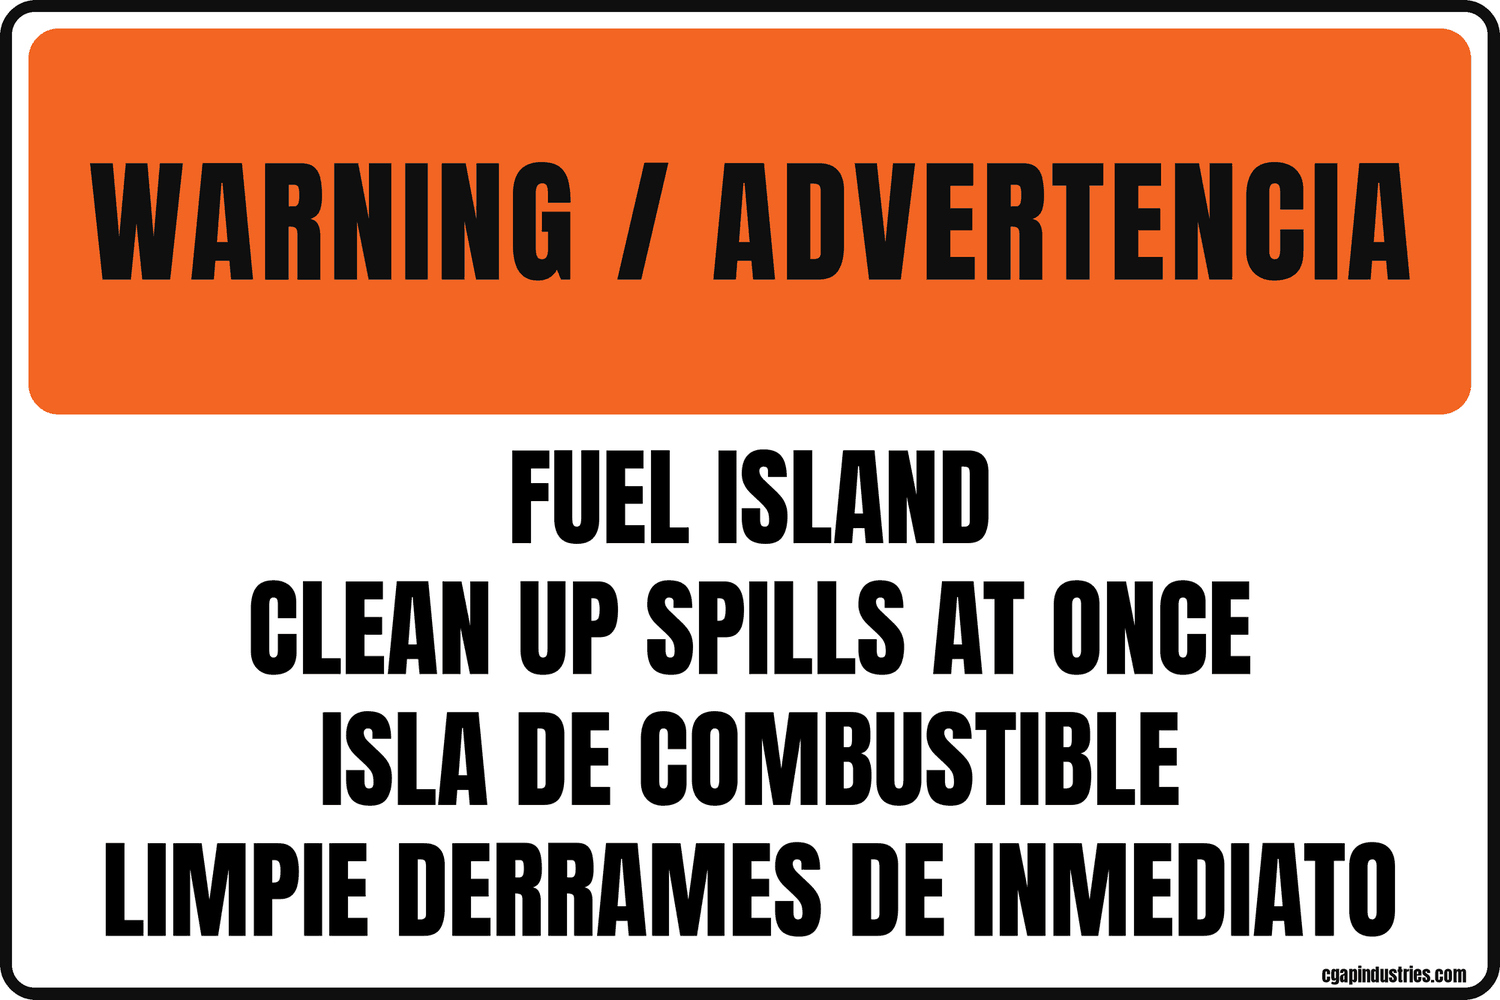 WARNING / ADVERTENCIA
FUEL ISLAND
CLEAN UP SPILLS AT ONCE
ISLA DE COMBUSTIBLE
LIMPIE DERRAMES DE INMEDIATO
cgapindustries.com